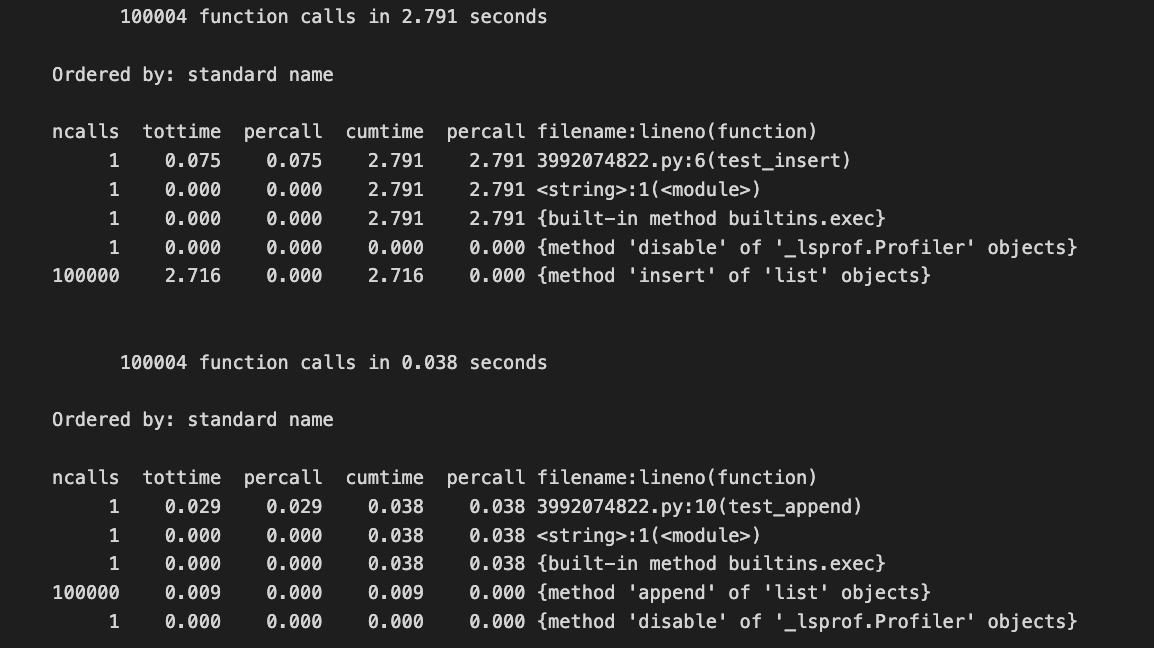 100004 function calls in 2.791 seconds
Ordered by: standard name
ncalls tottime percall cumtime percall filename:lineno(function)
1 0.075 0.075 2.791 2.791 3992074822.py:6(test_insert)
1 0.000 0.000 2.791 2.791 <string>:1(<module>)
1 0.000 0.000 2.791 2.791 {built-in method builtins.exec}
1 0.000 0.000 0.000 0.000 {method 'disable' of '_lsprof.Profiler' objects}
100000 2.716 0.000 2.716 0.000 {method 'insert' of 'list' objects}
100004 function calls in 0.038 seconds
Ordered by: standard name
ncalls tottime percall cumtime percall filename:lineno(function)
1 0.029 0.029 0.038 0.038 3992074822.py:10(test_append)
1 0.000 0.000 0.038 0.038 <string>:1(<module>)
1 0.000 0.000 0.038 0.038 {built-in method builtins.exec}
100000 0.009 0.000 0.009 0.000 {method 'append' of 'list' objects}
1 0.000 0.000 0.000 0.000 {method 'disable' of '_lsprof.Profiler' objects}